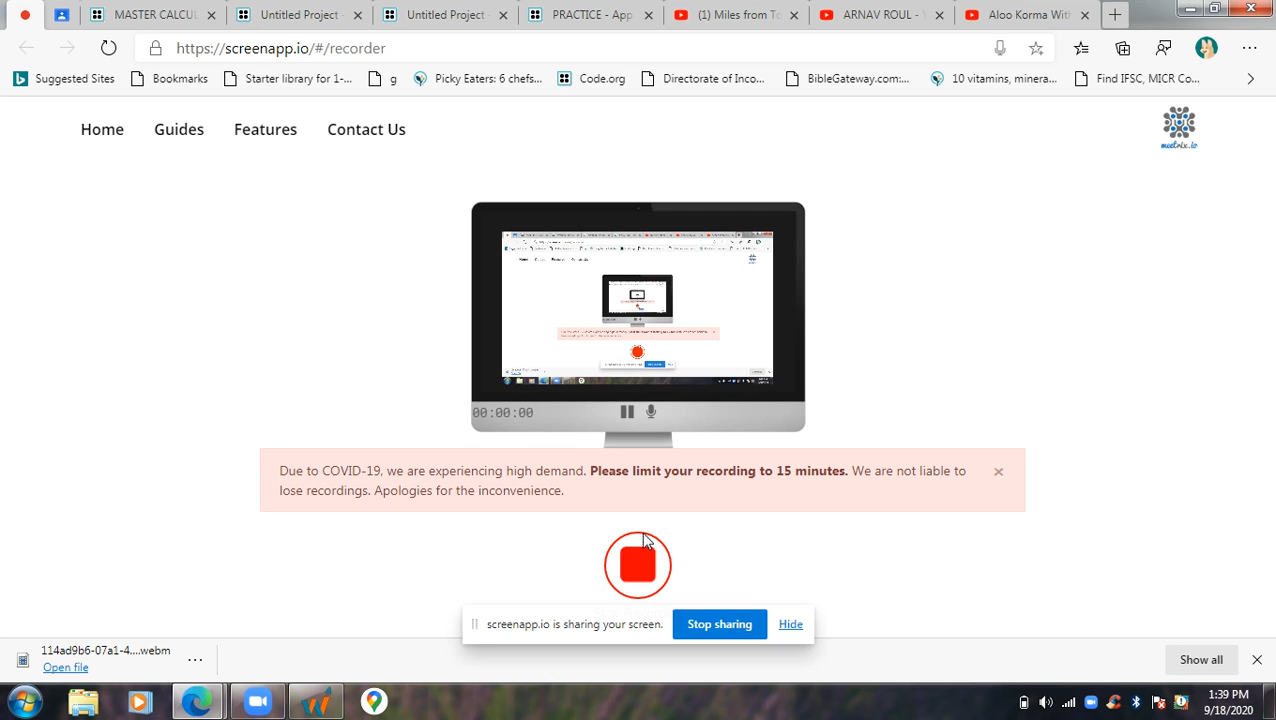 MASTER CALCUL
Untitled Project -
Untitled Project
PRACTICE - App
(1) Miles from To
ARNAV ROUL - Y
Aloo Korma With
https://screenapp.io/#/recorder
Suggested Sites
Bookmarks
Starter library for 1-...
g
Picky Eaters: 6 chefs...
Code.org
Directorate of Inco...
BibleGateway.com:...
10 vitamins, minera...
Find IFSC, MICR Co...
Home
Guides
Features
Contact Us
meetrix.io
00:00:00
Due to COVID-19, we are experiencing high demand. Please limit your recording to 15 minutes. We are not liable to
lose recordings. Apologies for the inconvenience.
screenapp.io is sharing your screen.
Stop sharing
Hide
114ad9b6-07a1-4....webm
Open file
Show all
1:39 PM
9/18/2020